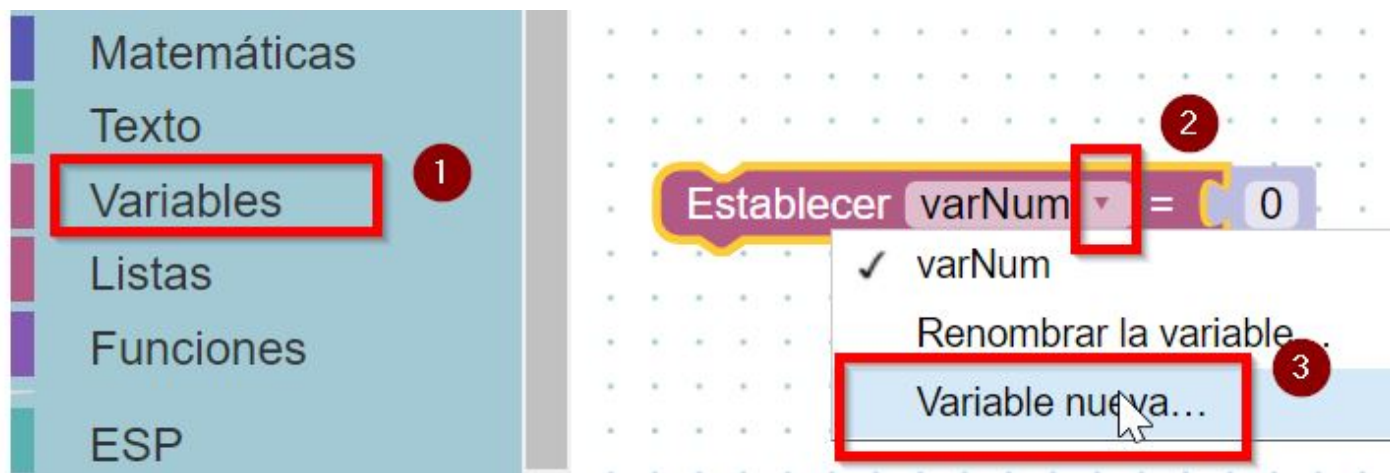 Matemáticas
Texto
Variables
1
Listas
Funciones
ESP
2
Establecer varNum = 0
✓ varNum
Renombrar la variable...
3
Variable nueva...